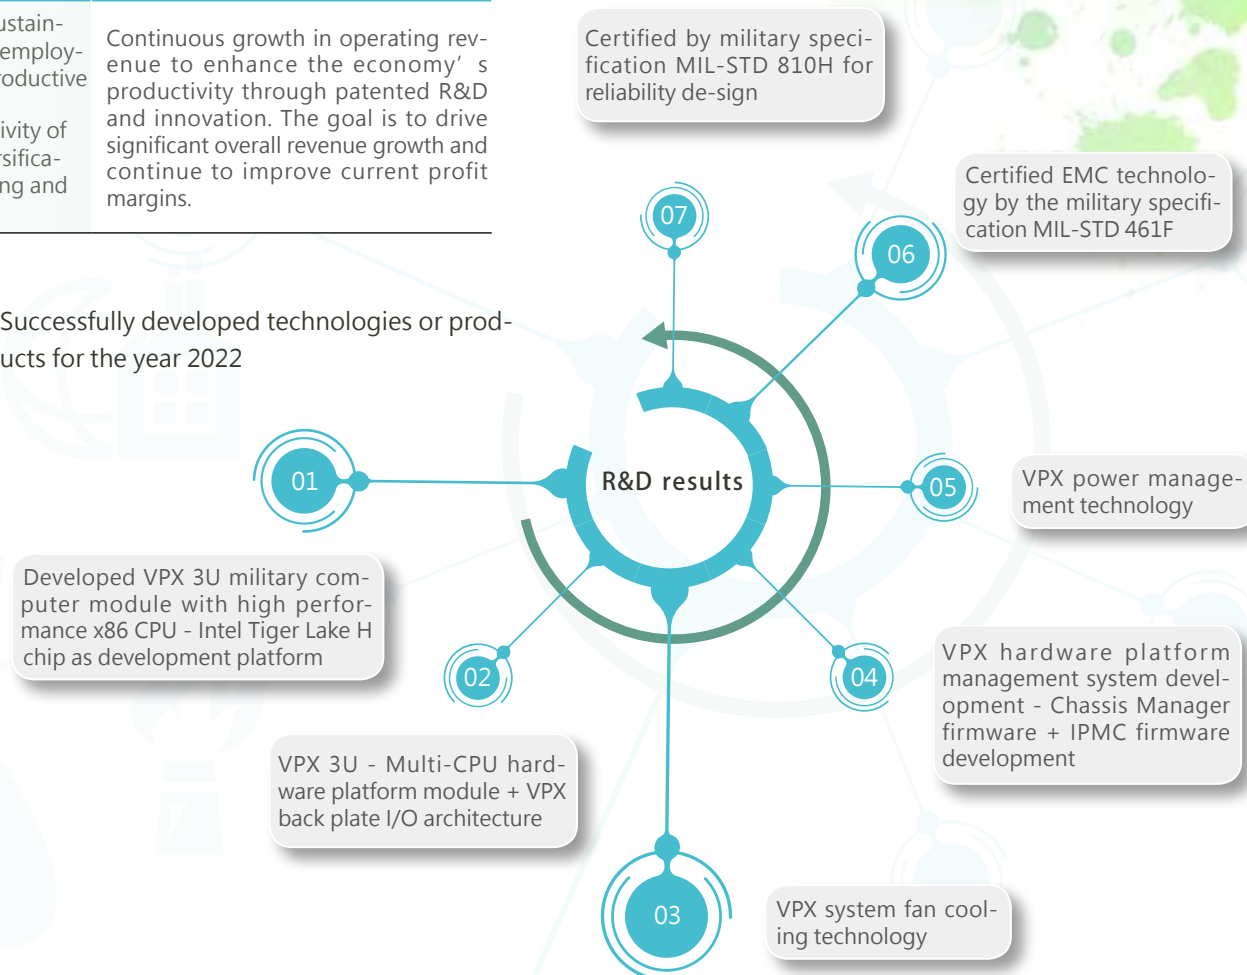 ustain-
employ-
roductive
ivity of
rsifica-
ng and
Continuous growth in operating rev-
enue to enhance the economy’ s
productivity through patented R&D
and innovation. The goal is to drive
significant overall revenue growth and
continue to improve current profit
margins.
Successfully developed technologies or prod-
ucts for the year 2022
R&D results
01
Developed VPX 3U military com-
puter module with high perfor-
mance x86 CPU - Intel Tiger Lake H
chip as development platform
02
VPX 3U - Multi-CPU hard-
ware platform module + VPX
back plate I/O architecture
03
VPX system fan cool-
ing technology
04
VPX hardware platform
management system devel-
opment - Chassis Manager
firmware + IPMC firmware
development
05
VPX power manage-
ment technology
06
Certified EMC technolo-
gy by the military specifi-
cation MIL-STD 461F
07
Certified by military speci-
fication MIL-STD 810H for
reliability de-sign